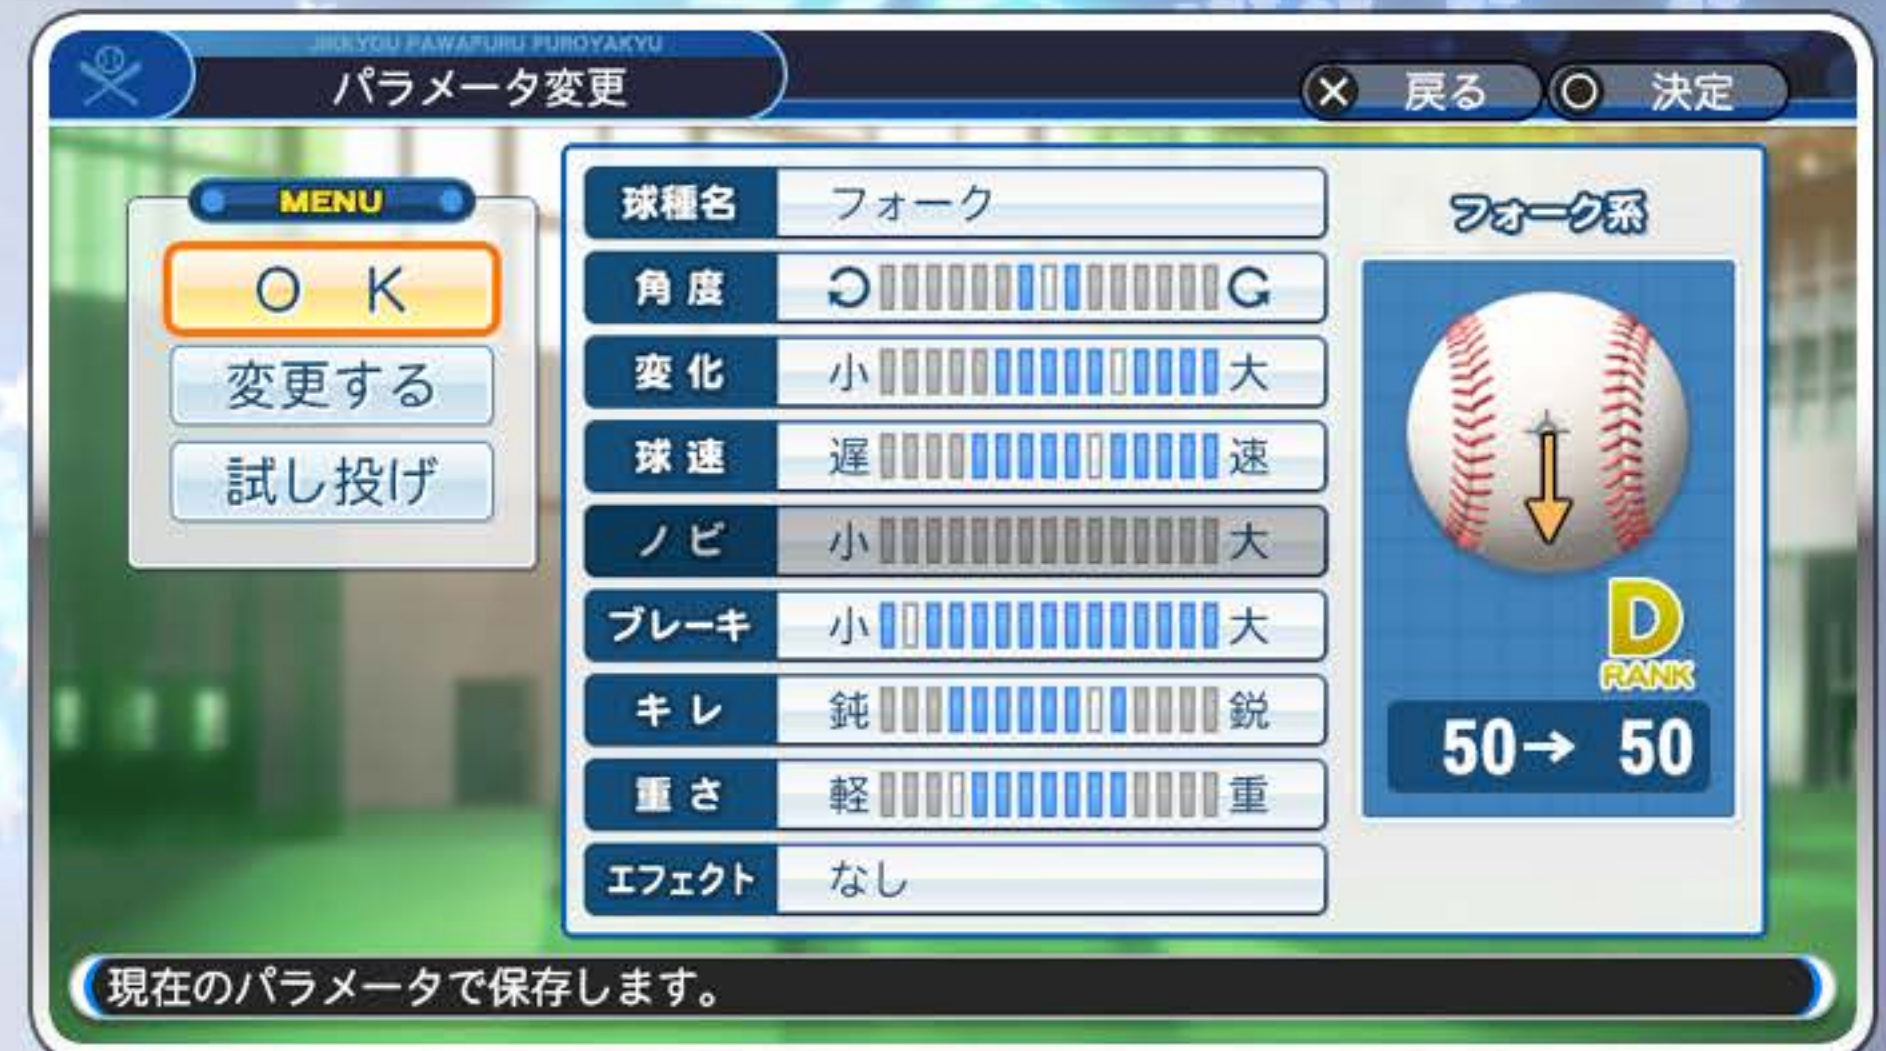 JIKKYOU PAWAFURU PUROYAKYU
パラメータ変更
戻る
決定
MENU
OK
変更する
試し投げ
球種名 フォーク
角度
変化 小 大
球速 遅 速
ノビ 小 大
ブレーキ 小 大
キレ 鈍 鋭
重さ 軽 重
エフェクト なし
フォーク系
D
RANK
50→ 50
現在のパラメータで保存します。